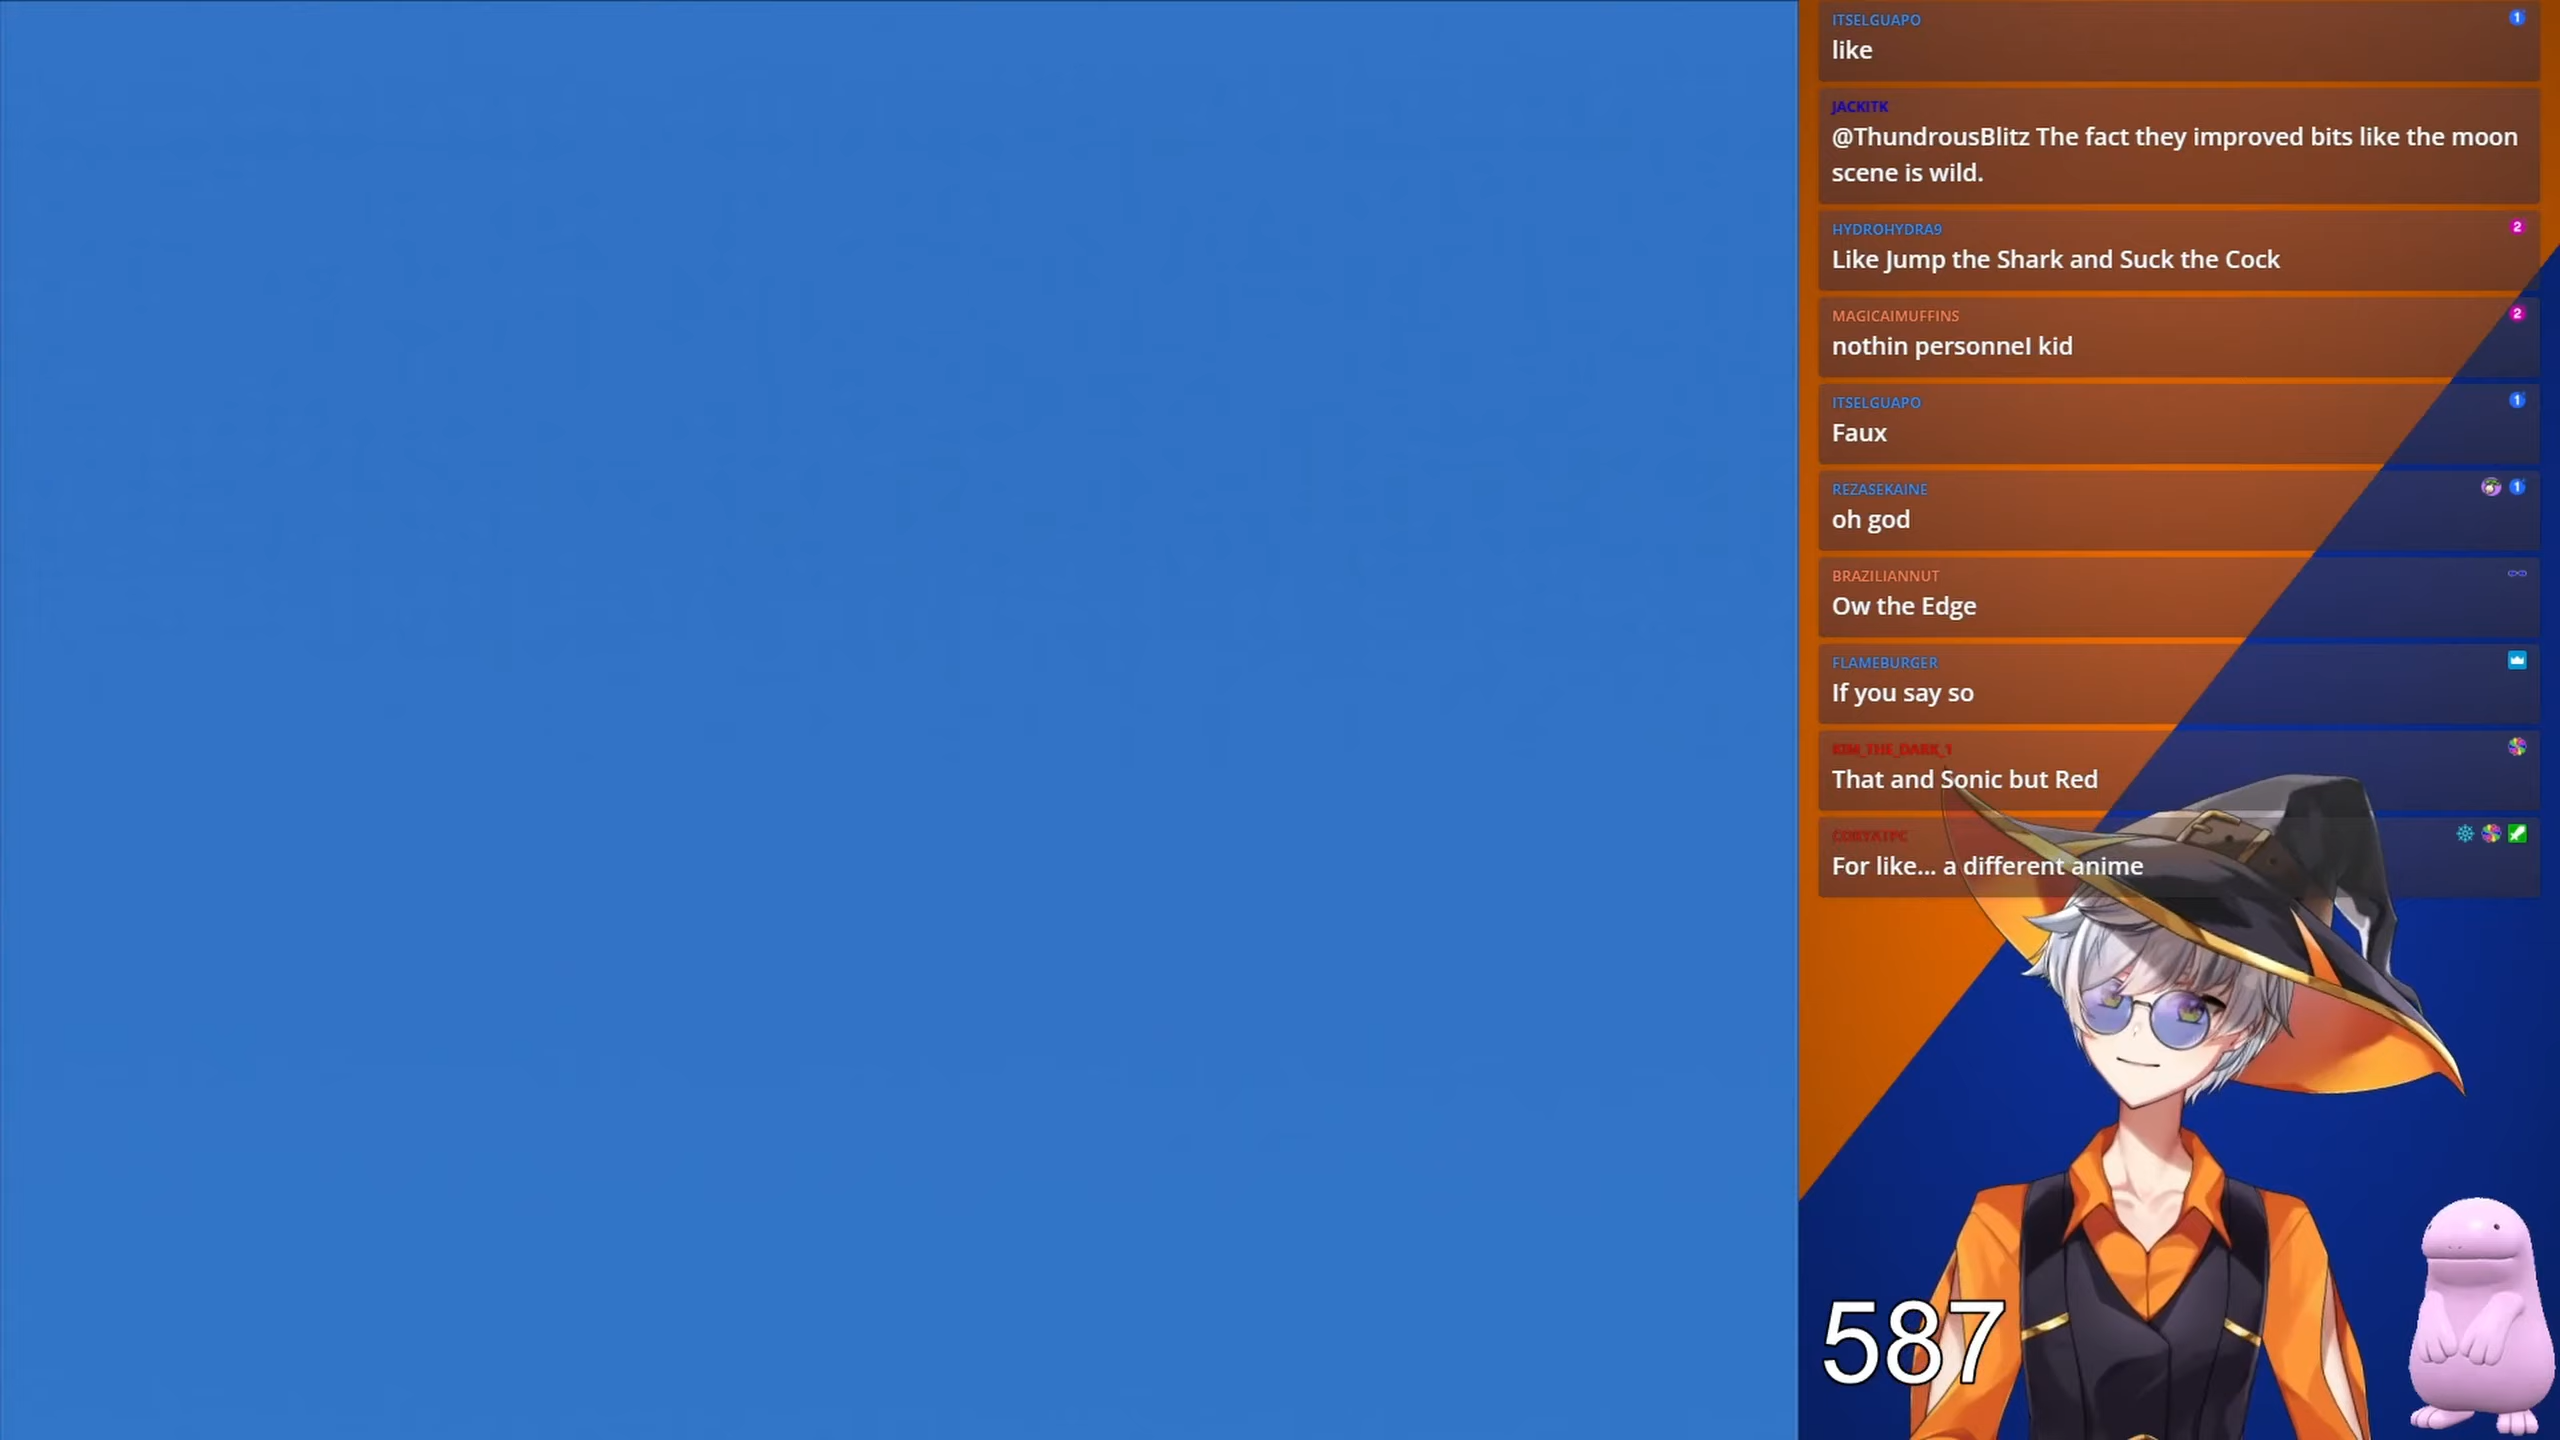 ITSELGUAPO
like
JACKITK
@ThundrousBlitz The fact they improved bits like the moon
scene is wild.
HYDROHYDRA9
Like Jump the Shark and Suck the Cock
MAGICAIMUFFINS
nothin personnel kid
ITSELGUAPO
Faux
REZASEKAINE
oh god
BRAZILIANNUT
Ow the Edge
FLAMEBURGER
If you say so
KIM_THE_DARK_1
That and Sonic but Red
For like... a different anime
587